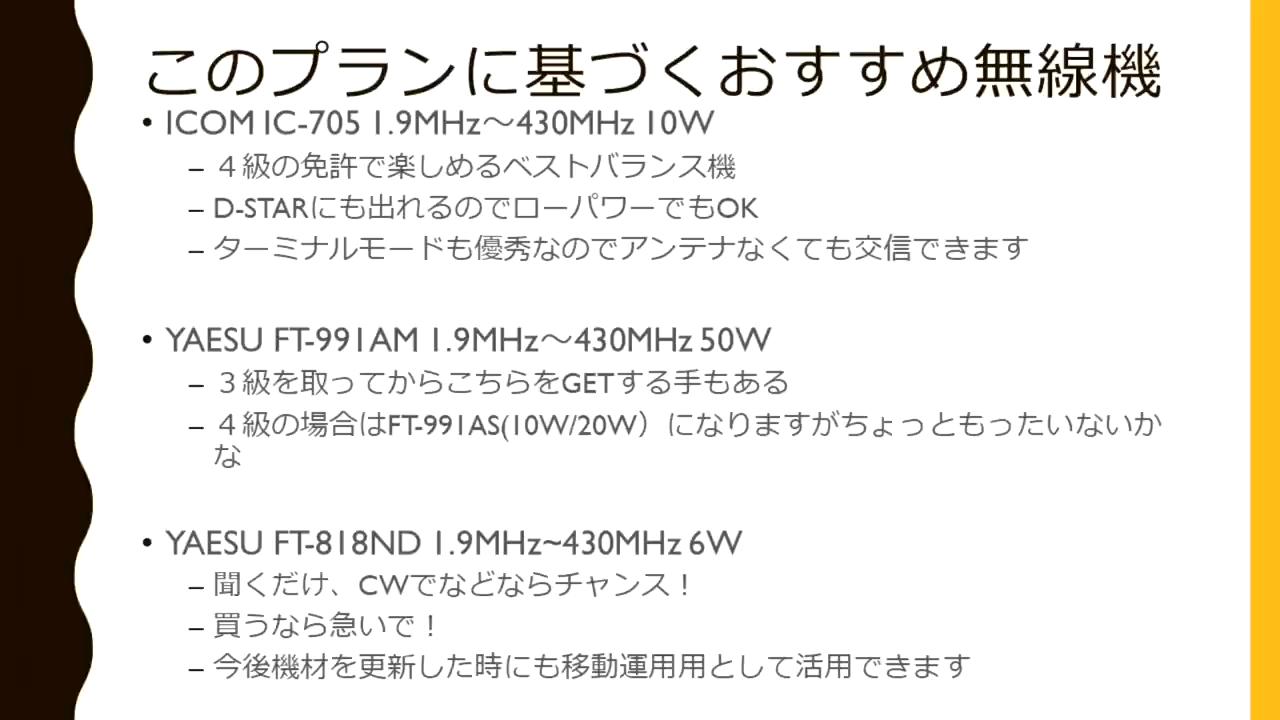 このプランに基づくおすすめ無線機
• ICOM IC-705 1.9MHz～430MHz 10W
– ４級の免許で楽しめるベストバランス機
– D-STARにも出れるのでローパワーでもOK
– ターミナルモードも優秀なのでアンテナなくても交信できます
• YAESU FT-991AM 1.9MHz～430MHz 50W
– ３級を取ってからこちらをGETする手もある
– ４級の場合はFT-991AS(10W/20W）になりますがちょっともったいないか
な
• YAESU FT-818ND 1.9MHz~430MHz 6W
– 聞くだけ、CWでなどならチャンス！
– 買うなら急いで！
– 今後機材を更新した時にも移動運用用として活用できます